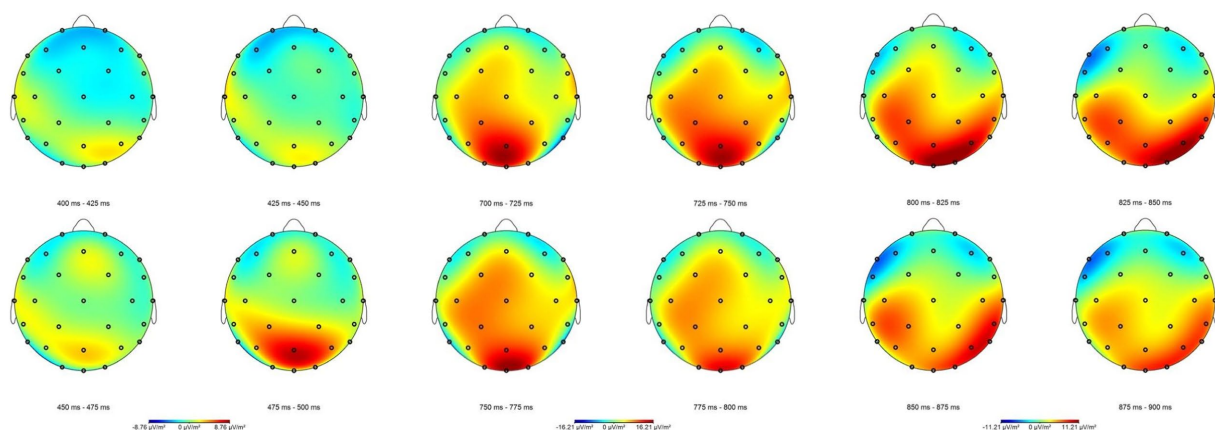 400 ms - 425 ms
425 ms - 450 ms
700 ms - 725 ms
725 ms - 750 ms
800 ms - 825 ms
825 ms - 850 ms
450 ms - 475 ms
475 ms - 500 ms
750 ms - 775 ms
775 ms - 800 ms
850 ms - 875 ms
875 ms - 900 ms
-8.76 µV/m² 0 µV/m² 8.76 µV/m²
-16.21 µV/m² 0 µV/m² 16.21 µV/m²
-11.21 µV/m² 0 µV/m² 11.21 µV/m²